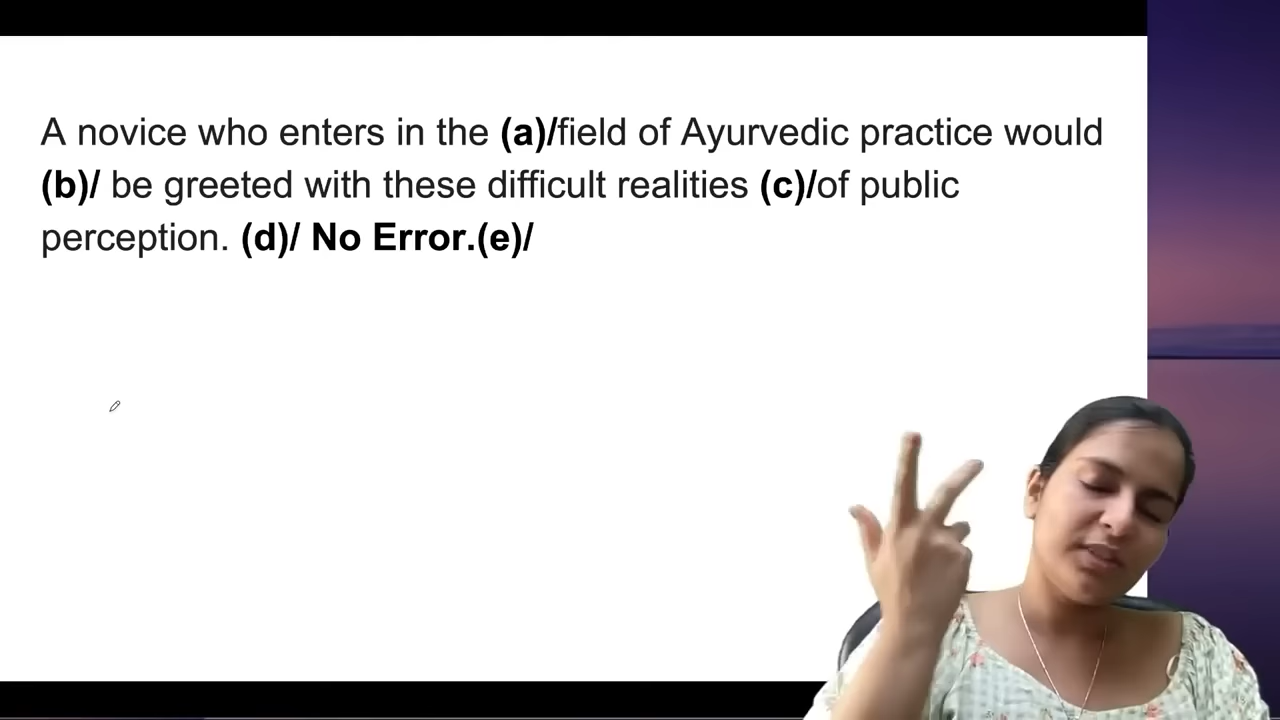 A novice who enters in the (a)/field of Ayurvedic practice would
(b)/ be greeted with these difficult realities (c)/of public
perception. (d)/ No Error.(e)/